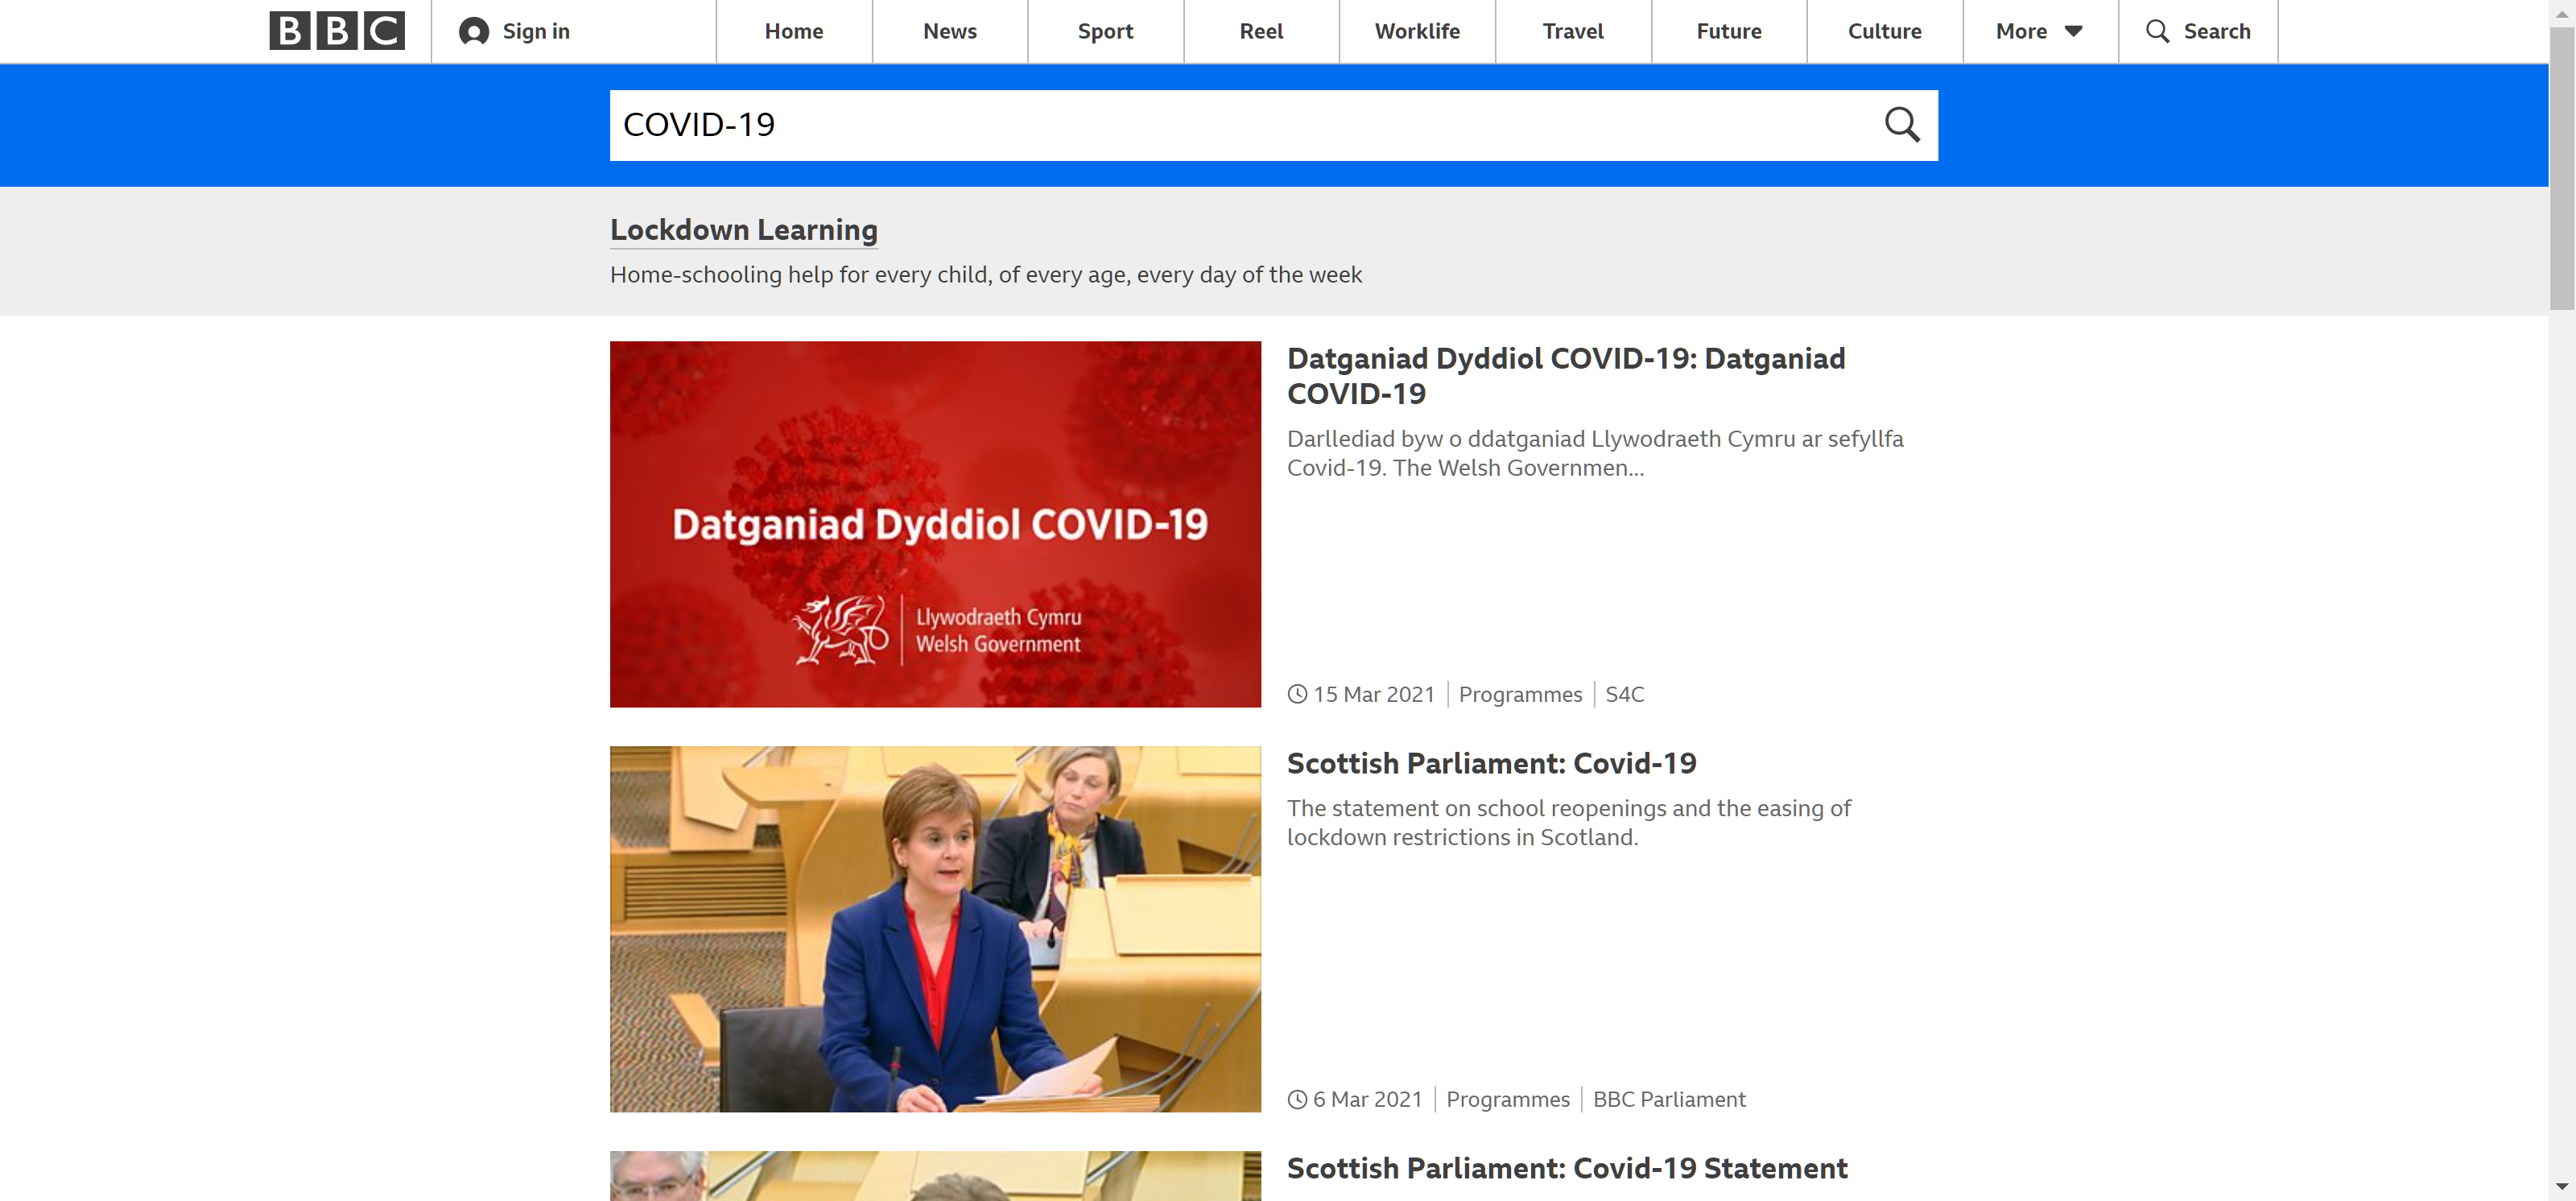 BBC
Sign in
Home
News
Sport
Reel
Worklife
Travel
Future
Culture
More
Search
COVID-19
Lockdown Learning
Home-schooling help for every child, of every age, every day of the week
Datganiad Dyddiol COVID-19
Llywodraeth Cymru
Welsh Government
Datganiad Dyddiol COVID-19: Datganiad
COVID-19
Darllediad byw o ddatganiad Llywodraeth Cymru ar sefyllfa
Covid-19. The Welsh Governmen...
15 Mar 2021 Programmes S4C
Scottish Parliament: Covid-19
The statement on school reopenings and the easing of
lockdown restrictions in Scotland.
6 Mar 2021 Programmes BBC Parliament
Scottish Parliament: Covid-19 Statement